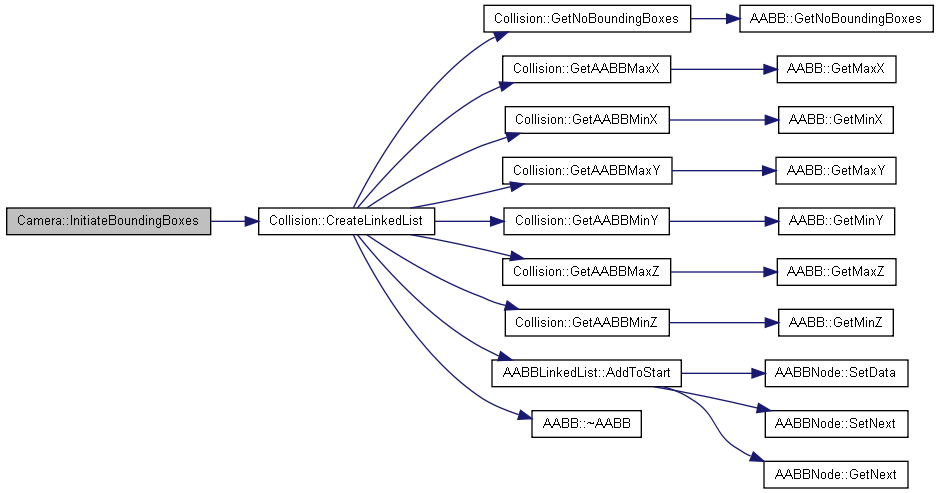 Collision::GetNoBoundingBoxes
AABB::GetNoBoundingBoxes
Collision::GetAABBMaxX
AABB::GetMaxX
Collision::GetAABBMinX
AABB::GetMinX
Collision::GetAABBMaxY
AABB::GetMaxY
Camera::InitiateBoundingBoxes
Collision::CreateLinkedList
Collision::GetAABBMinY
AABB::GetMinY
Collision::GetAABBMaxZ
AABB::GetMaxZ
Collision::GetAABBMinZ
AABB::GetMinZ
AABBLinkedList::AddToStart
AABBNode::SetData
AABB::~AABB
AABBNode::SetNext
AABBNode::GetNext